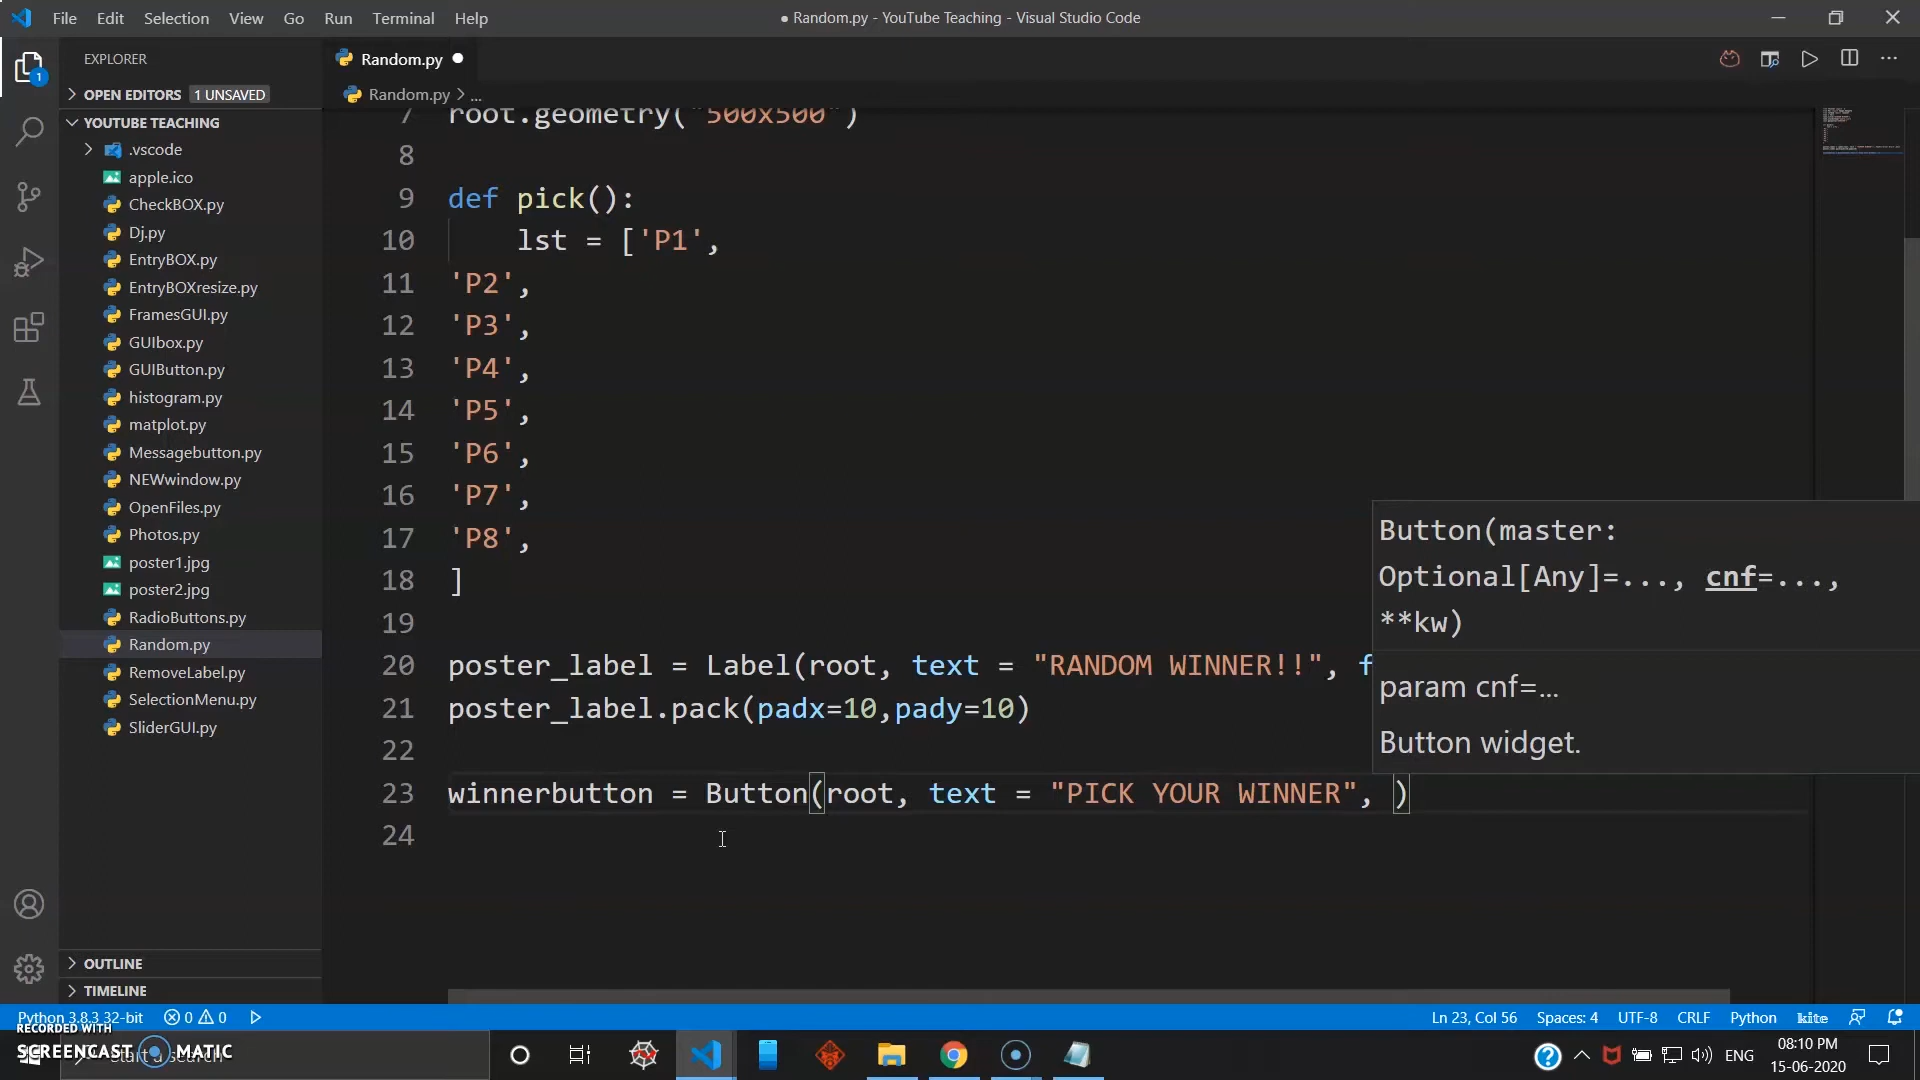 File Edit Selection View Go Run Terminal Help
● Random.py - YouTube Teaching - Visual Studio Code
EXPLORER
OPEN EDITORS 1 UNSAVED
YOUTUBE TEACHING
.vscode
apple.ico
CheckBOX.py
Dj.py
EntryBOX.py
EntryBOXresize.py
FramesGUI.py
GUIbox.py
GUIButton.py
histogram.py
matplot.py
Messagebutton.py
NEWwindow.py
OpenFiles.py
Photos.py
poster1.jpg
poster2.jpg
RadioButtons.py
Random.py
RemoveLabel.py
SelectionMenu.py
SliderGUI.py
OUTLINE
TIMELINE
1
Random.py ●
Random.py > ...
7 root.geometry("500x500")
8
9 def pick():
10 lst = ['P1',
11 'P2',
12 'P3',
13 'P4',
14 'P5',
15 'P6',
16 'P7',
17 'P8',
18 ]
19
20 poster_label = Label(root, text = "RANDOM WINNER!!", f
21 poster_label.pack(padx=10,pady=10)
22
23 winnerbutton = Button(root, text = "PICK YOUR WINNER", )
24
Button(master:
Optional[Any]=..., cnf=...,
**kw)
param cnf=...
Button widget.
Python 3.8.3 32-bit 0 0
Ln 23, Col 56 Spaces: 4 UTF-8 CRLF Python kite
RECORDED WITH
SCREENCAST MATIC
Start a search
ENG
08:10 PM
15-06-2020